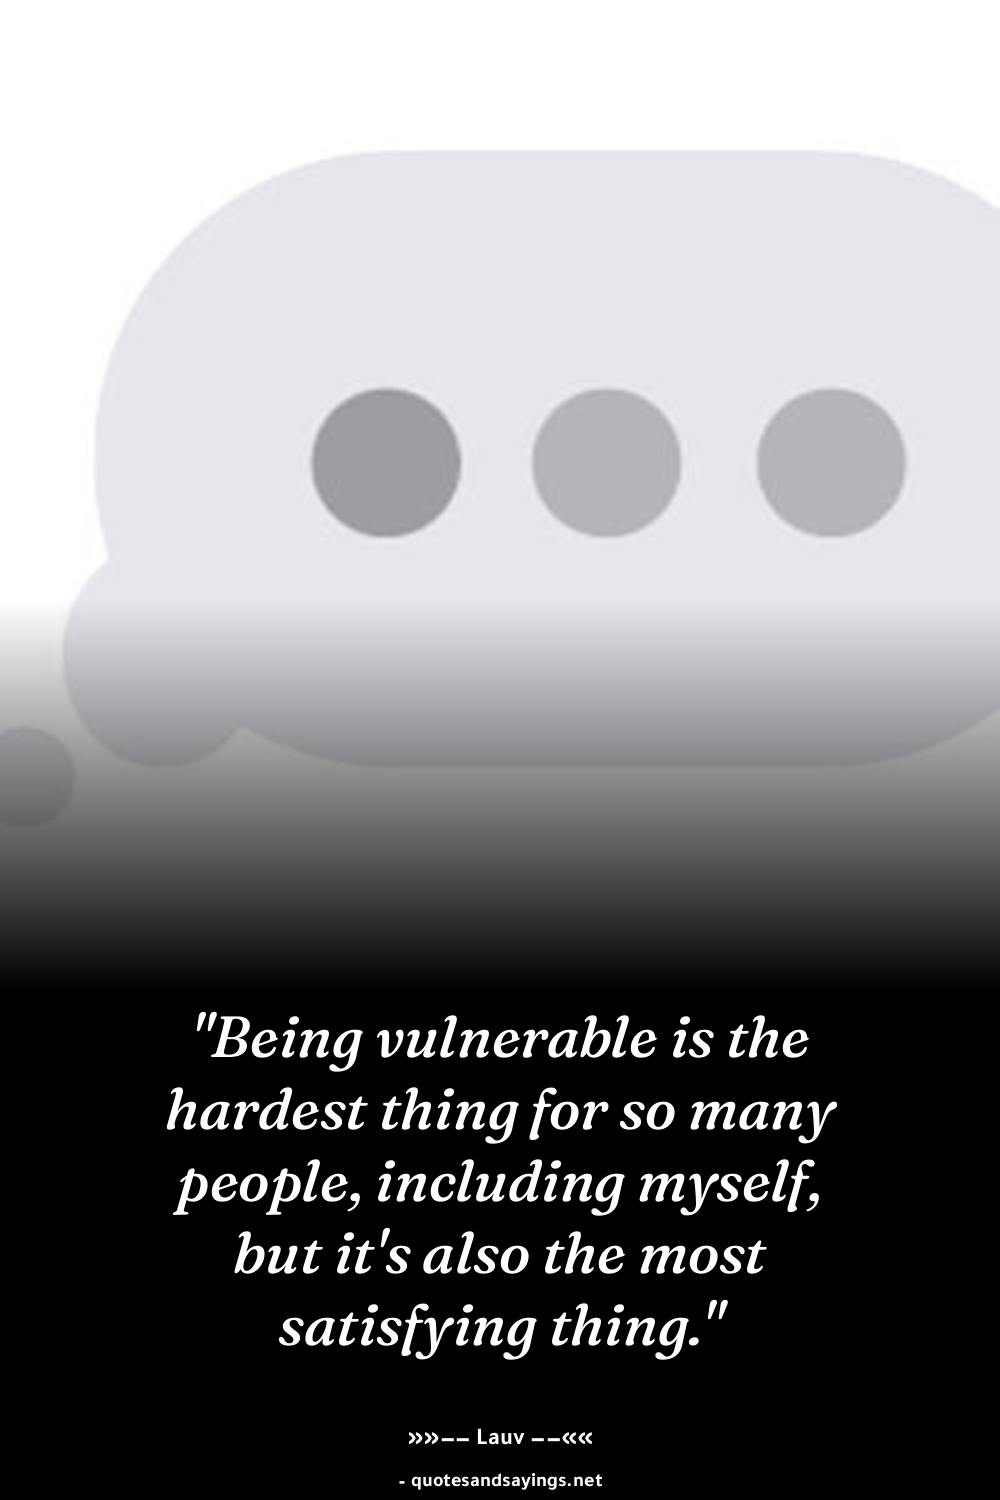 "Being vulnerable is the
hardest thing for so many
people, including myself,
but it's also the most
satisfying thing."
»»—— Lauv ——««
- quotesandsayings.net